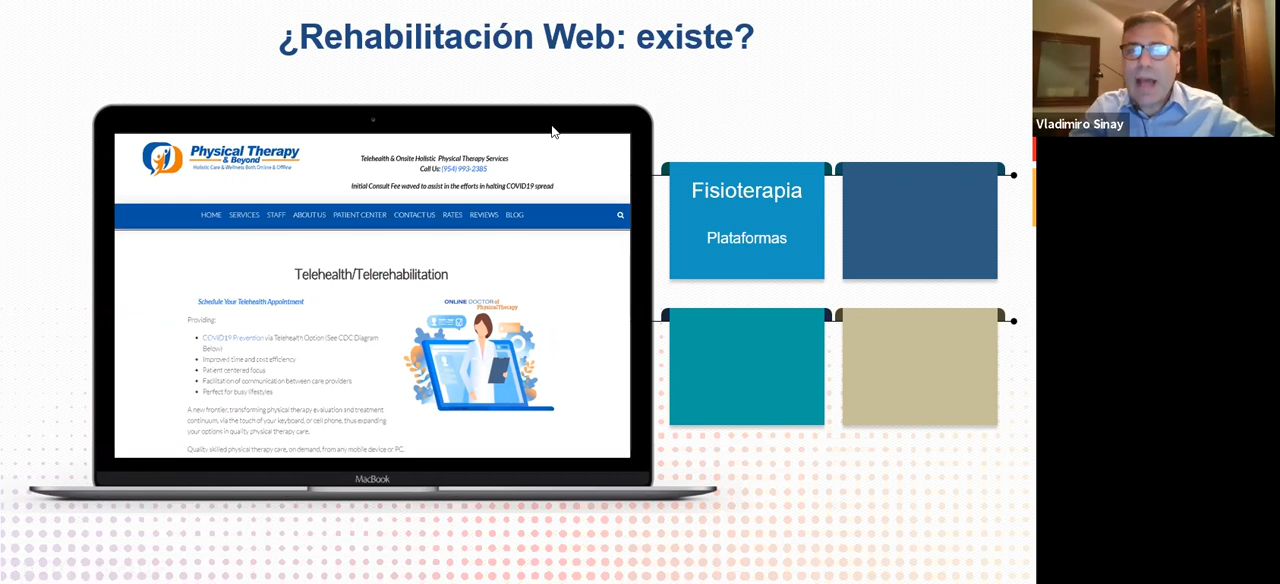 ¿Rehabilitación Web: existe?
Vladimiro Sinay
Physical Therapy
& Beyond
Holistic Care & Wellness Both Online & Offline
Telehealth & Onsite Holistic Physical Therapy Services
Call Us: (954) 993-2385
Initial Consult Fee waved to assist in the efforts in halting COVID19 spread
HOME SERVICES STAFF ABOUT US PATIENT CENTER CONTACT US RATES REVIEWS BLOG
Telehealth/Telerehabilitation
Schedule Your Telehealth Appointment
Providing:
COVID19 Prevention via Telehealth Option (See CDC Diagram
Below)
Improved time and cost efficiency
Patient centered focus
Facilitation of communication between care providers
Perfect for busy lifestyles
A new frontier, transforming physical therapy evaluation and treatment
continuum, via the touch of your keyboard, or cell phone, thus expanding
your options in quality physical therapy care.
Quality skilled physical therapy care, on demand, from any mobile device or PC.
ONLINE DOCTOR of
Physical Therapy
MacBook
Fisioterapia
Plataformas